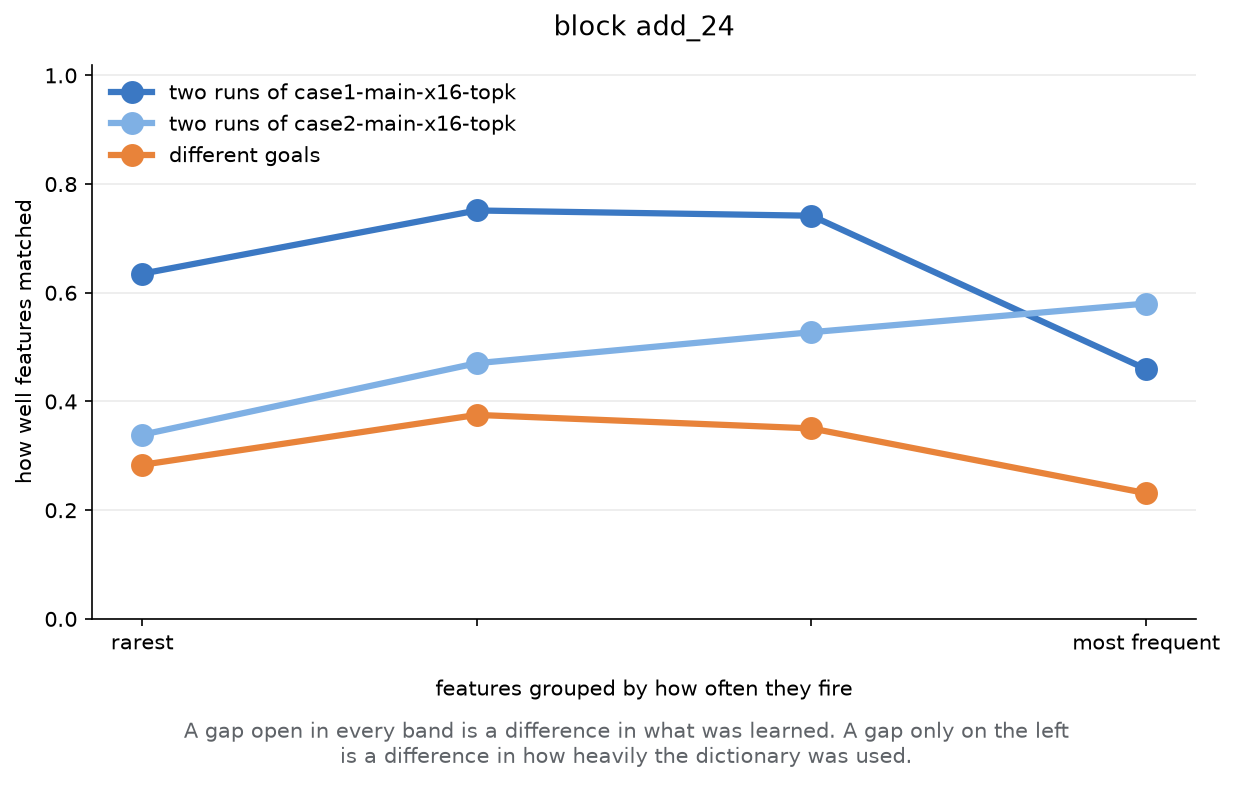 block add_24
1.0
0.8
0.6
0.4
0.2
0.0
how well features matched
two runs of case1-main-x16-topk
two runs of case2-main-x16-topk
different goals
rarest
most frequent
features grouped by how often they fire
A gap open in every band is a difference in what was learned. A gap only on the left
is a difference in how heavily the dictionary was used.